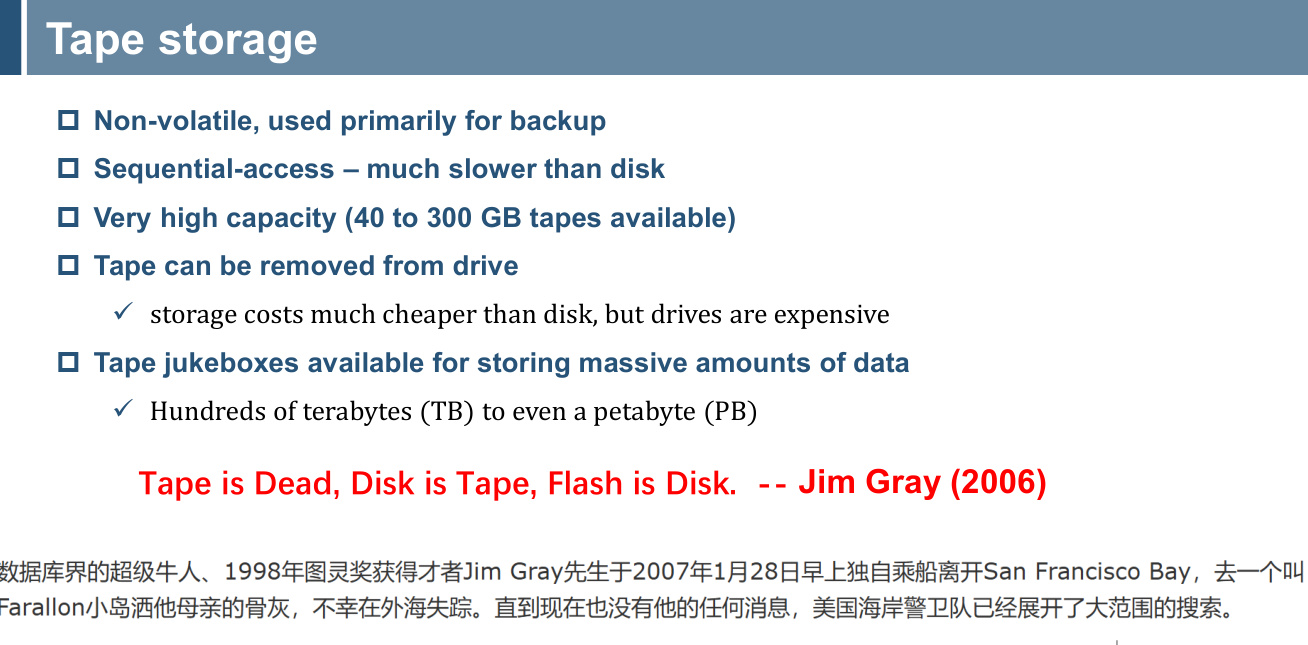 Tape storage
Non-volatile, used primarily for backup
Sequential-access – much slower than disk
Very high capacity (40 to 300 GB tapes available)
Tape can be removed from drive
storage costs much cheaper than disk, but drives are expensive
Tape jukeboxes available for storing massive amounts of data
Hundreds of terabytes (TB) to even a petabyte (PB)
Tape is Dead, Disk is Tape, Flash is Disk. -- Jim Gray (2006)
数据库界的超级牛人、1998年图灵奖获得才者Jim Gray先生于2007年1月28日早上独自乘船离开San Francisco Bay，去一个叫
Farallon小岛洒他母亲的骨灰，不幸在外海失踪。直到现在也没有他的任何消息，美国海岸警卫队已经展开了大范围的搜索。